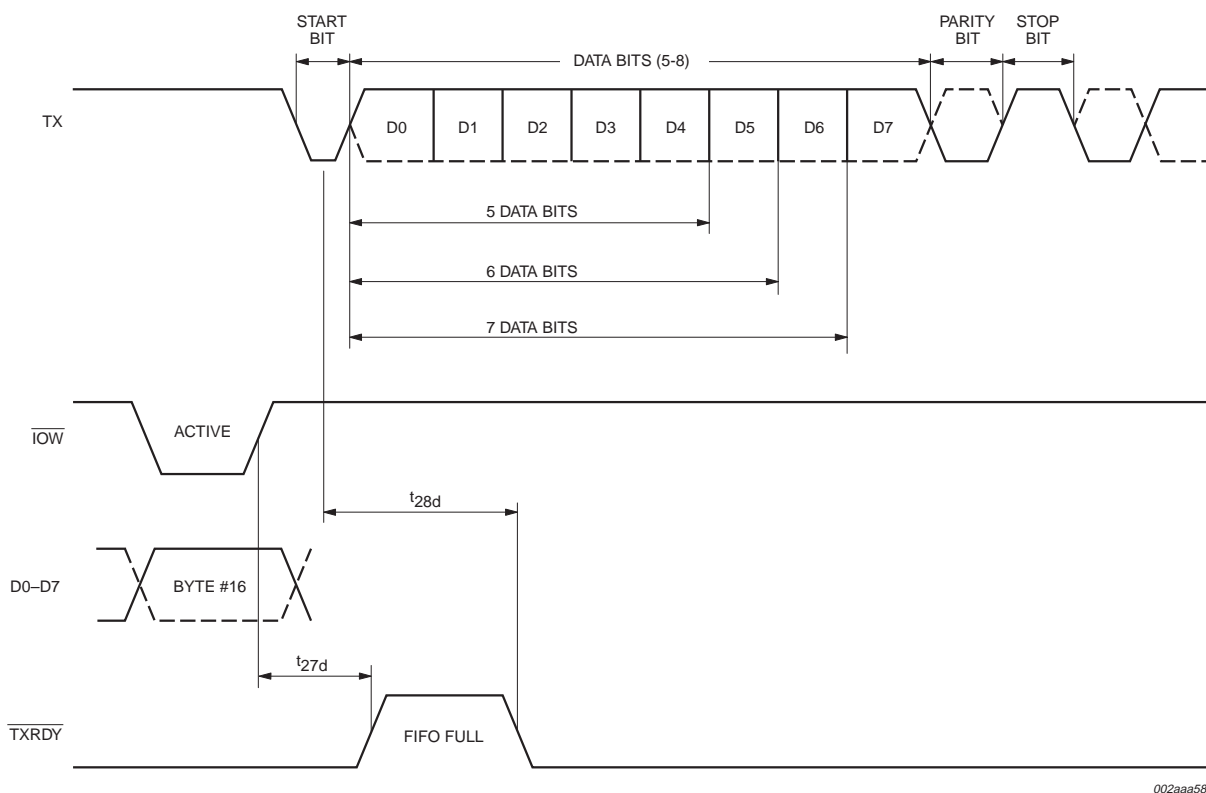 START
BIT
DATA BITS (5-8)
PARITY
BIT
STOP
BIT
TX
D0 D1 D2 D3 D4 D5 D6 D7
5 DATA BITS
6 DATA BITS
7 DATA BITS
IOW
ACTIVE
t28d
D0–D7
BYTE #16
t27d
TXRDY
FIFO FULL
002aaa58